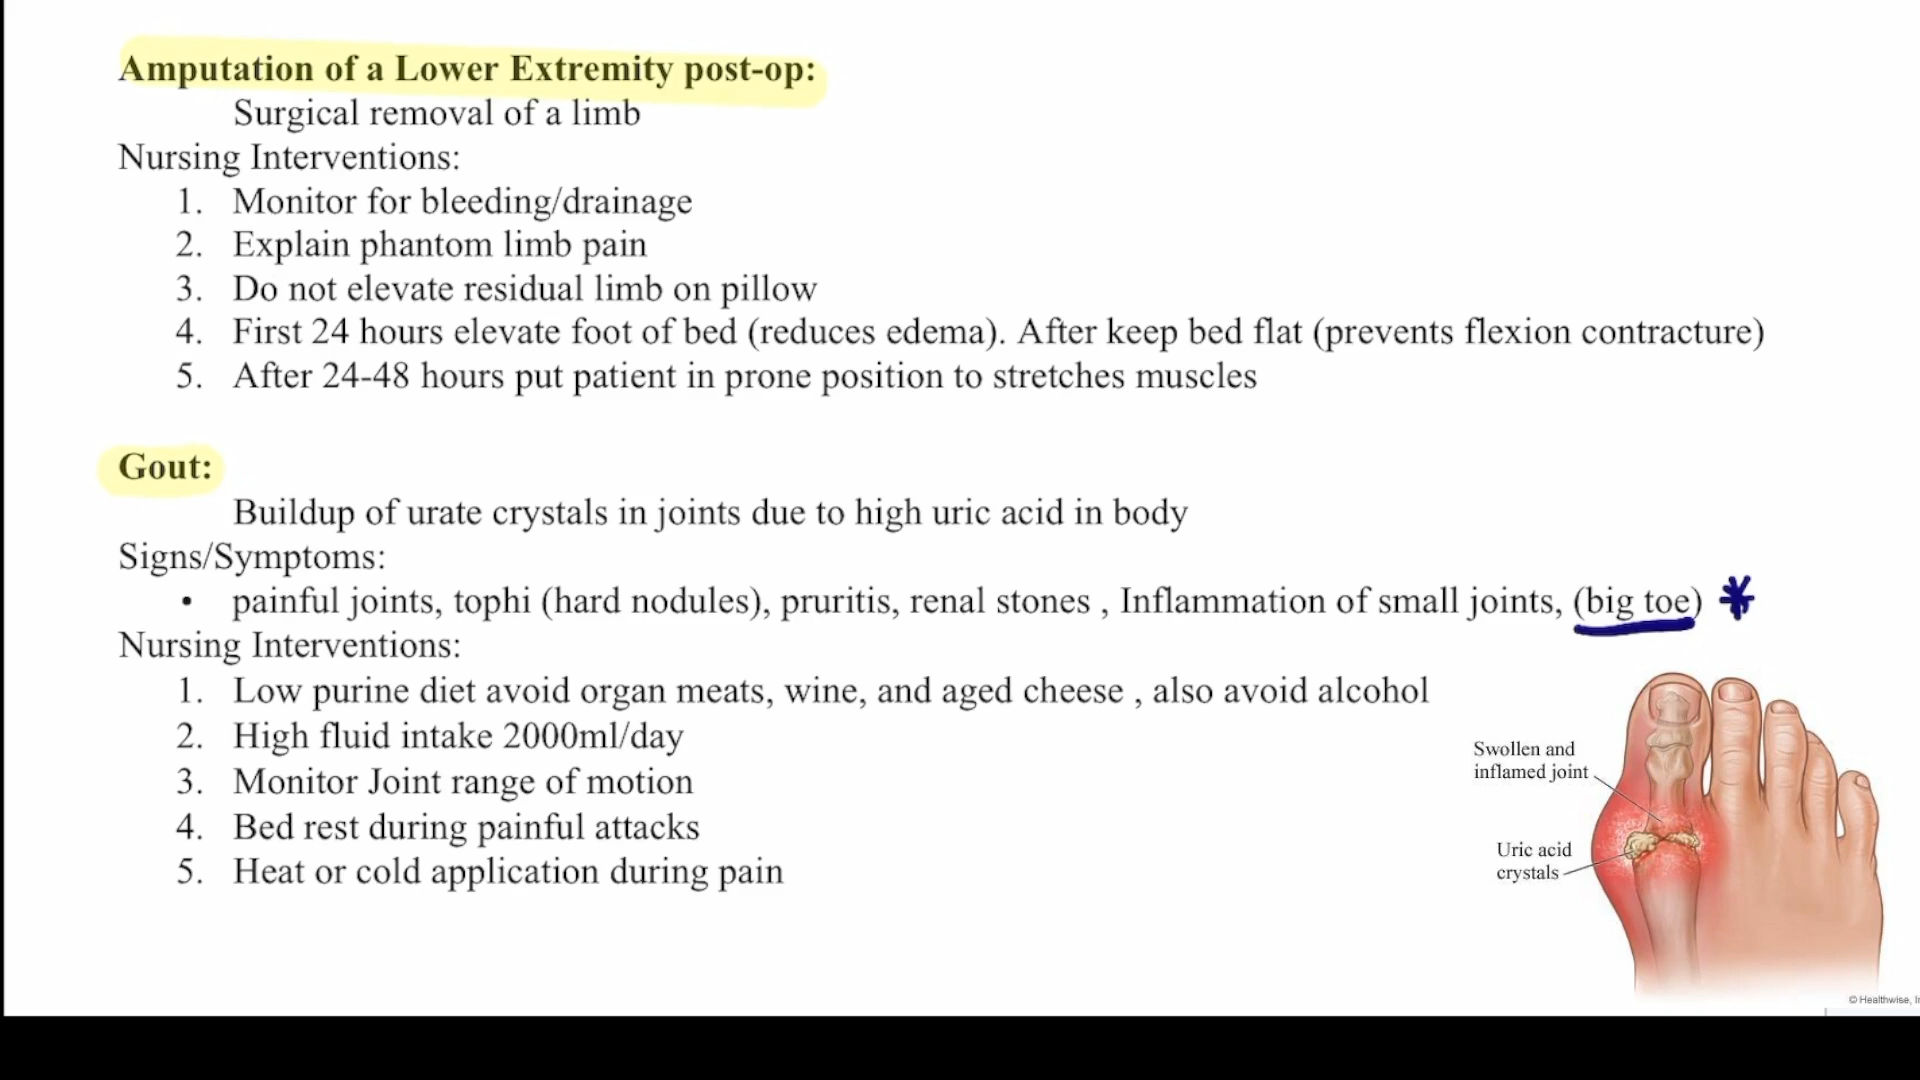 Amputation of a Lower Extremity post-op:
Surgical removal of a limb
Nursing Interventions:
1. Monitor for bleeding/drainage
2. Explain phantom limb pain
3. Do not elevate residual limb on pillow
4. First 24 hours elevate foot of bed (reduces edema). After keep bed flat (prevents flexion contracture)
5. After 24-48 hours put patient in prone position to stretches muscles
Gout:
Buildup of urate crystals in joints due to high uric acid in body
Signs/Symptoms:
• painful joints, tophi (hard nodules), pruritis, renal stones , Inflammation of small joints, (big toe) *
Nursing Interventions:
1. Low purine diet avoid organ meats, wine, and aged cheese , also avoid alcohol
2. High fluid intake 2000ml/day
3. Monitor Joint range of motion
4. Bed rest during painful attacks
5. Heat or cold application during pain
Swollen and
inflamed joint
Uric acid
crystals
© Healthwise,